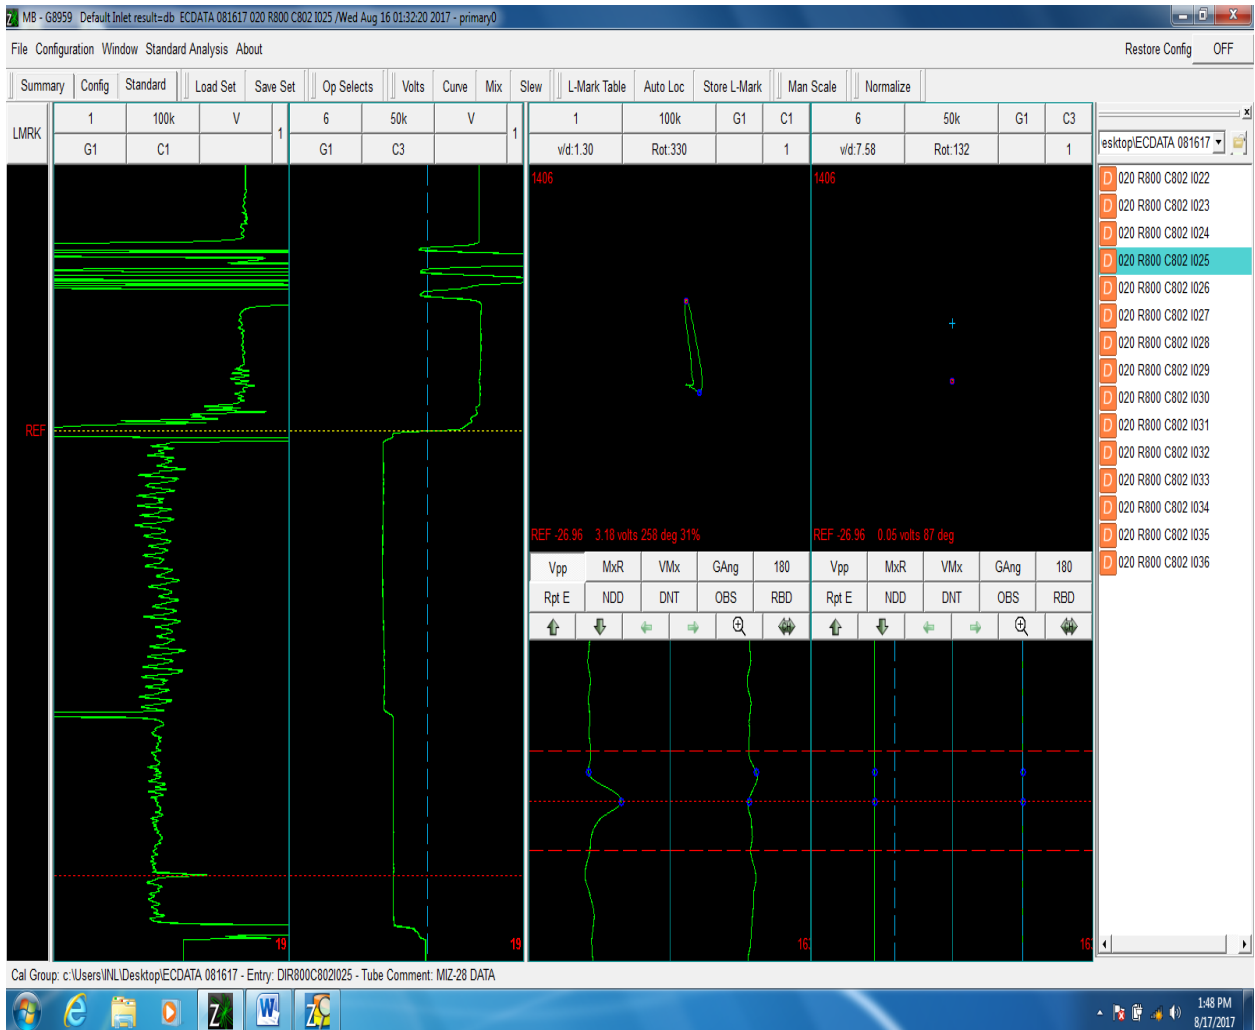 MB - G8959 Default Inlet result=db ECDATA 081617 020 R800 C802 I025 /Wed Aug 16 01:32:20 2017 - primary0
File Configuration Window Standard Analysis About Restore Config OFF
Summary Config Standard Load Set Save Set Op Selects Volts Curve Mix Slew L-Mark Table Auto Loc Store L-Mark Man Scale Normalize
LMRK
1 100k V 1
G1 C1
6 50k V 1
G1 C3
1 100k G1 C1
v/d:1.30 Rot:330 1
6 50k G1 C3
v/d:7.58 Rot:132 1
esktop\ECDATA 081617
1406
1406
D 020 R800 C802 I022
D 020 R800 C802 I023
D 020 R800 C802 I024
D 020 R800 C802 I025
D 020 R800 C802 I026
D 020 R800 C802 I027
D 020 R800 C802 I028
D 020 R800 C802 I029
D 020 R800 C802 I030
D 020 R800 C802 I031
D 020 R800 C802 I032
D 020 R800 C802 I033
D 020 R800 C802 I034
D 020 R800 C802 I035
D 020 R800 C802 I036
REF
REF -26.96 3.18 volts 258 deg 31%
REF -26.96 0.05 volts 87 deg
Vpp MxR VMx GAng 180 Vpp MxR VMx GAng 180
Rpt E NDD DNT OBS RBD Rpt E NDD DNT OBS RBD
19
19
16
16
Cal Group: c:\Users\INL\Desktop\ECDATA 081617 - Entry: DIR800C802I025 - Tube Comment: MIZ-28 DATA
1:48 PM
8/17/2017